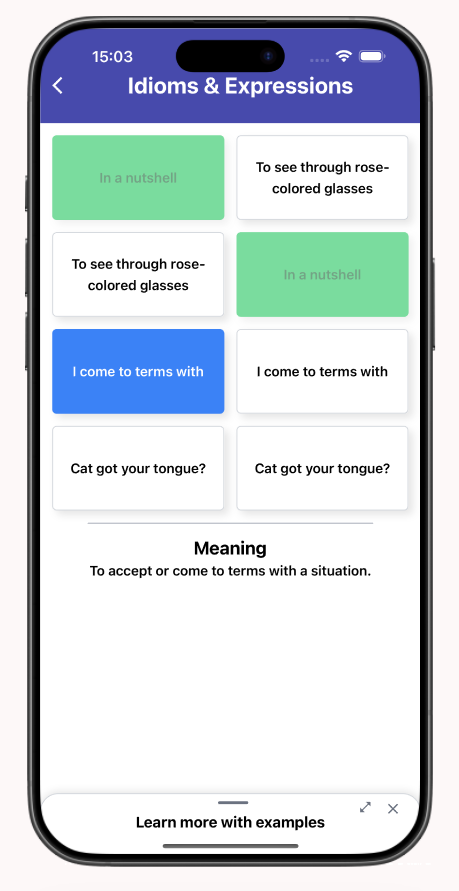 15:03
Idioms & Expressions
In a nutshell
To see through rose-
colored glasses
To see through rose-
colored glasses
In a nutshell
I come to terms with
I come to terms with
Cat got your tongue?
Cat got your tongue?
Meaning
To accept or come to terms with a situation.
Learn more with examples